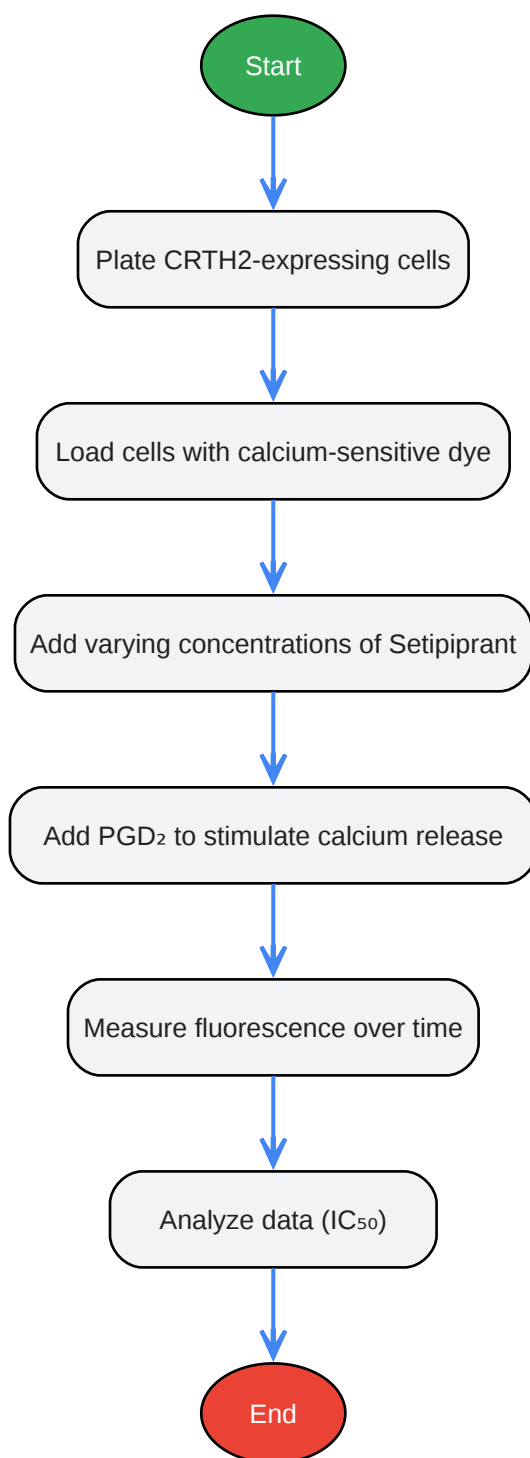 Start
Plate CRTH2-expressing cells
Load cells with calcium-sensitive dye
Add varying concentrations of Setipiprant
Add PGD₂ to stimulate calcium release
Measure fluorescence over time
Analyze data (IC₅₀)
End